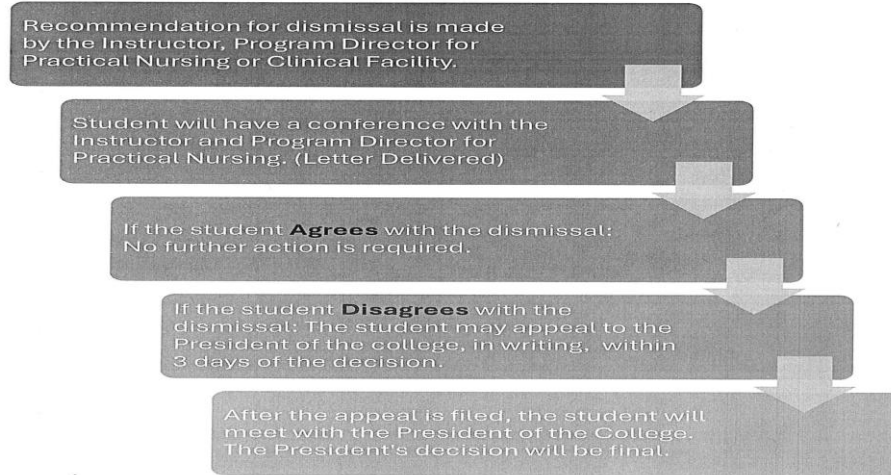 Recommendation for dismissal is made
by the Instructor, Program Director for
Practical Nursing or Clinical Facility.
Student will have a conference with the
Instructor and Program Director for
Practical Nursing. (Letter Delivered)
If the student Agrees with the dismissal:
No further action is required.
If the student Disagrees with the
dismissal: The student may appeal to the
President of the college, in writing, within
3 days of the decision.
After the appeal is filed, the student will
meet with the President of the College.
The President's decision will be final.